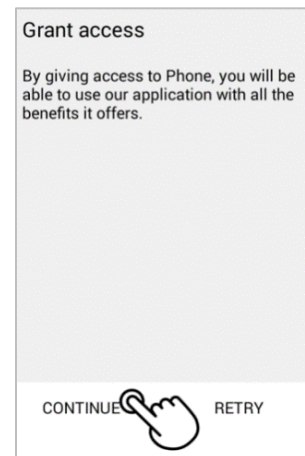 Grant access
By giving access to Phone, you will be
able to use our application with all the
benefits it offers.
CONTINUE
RETRY